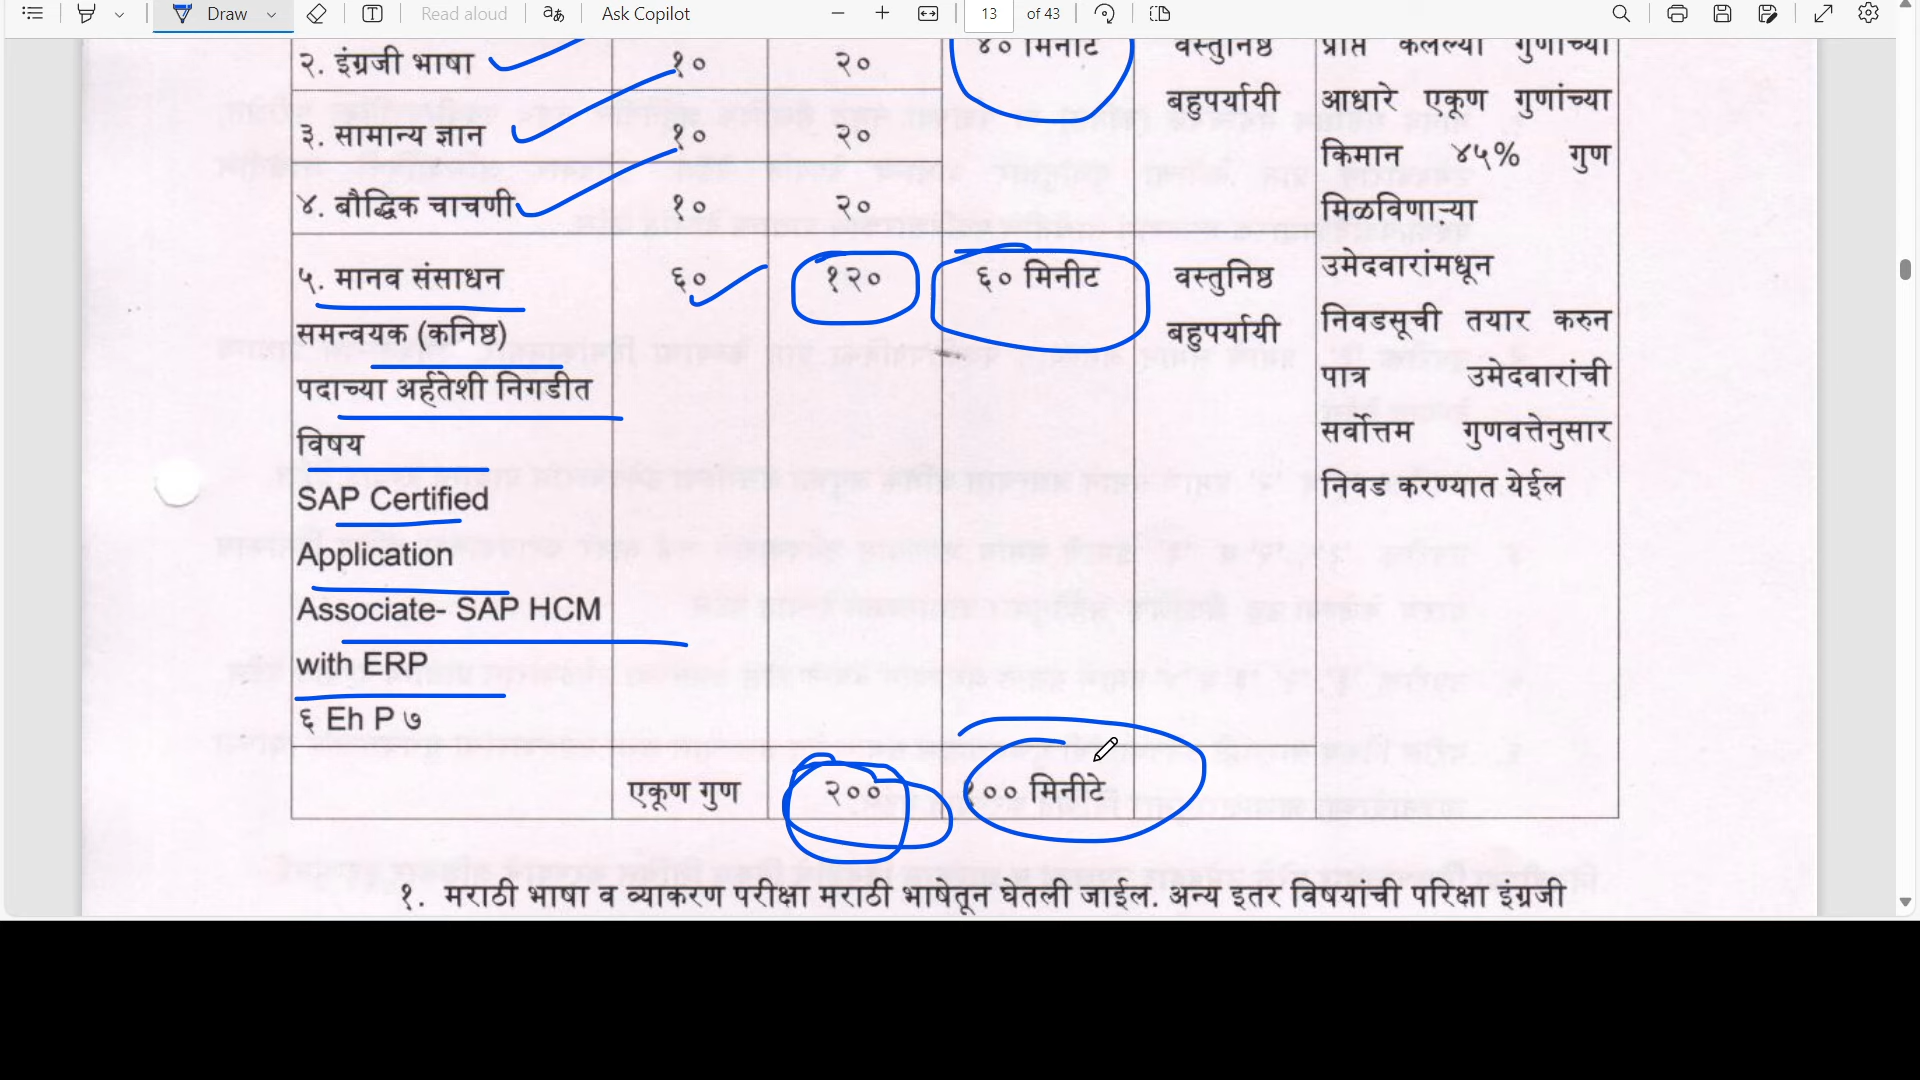 Draw
Read aloud
Ask Copilot
13
of 43
२. इंग्रजी भाषा १० २० ४० मिनीट वस्तुनिष्ठ प्राप्त केलेल्या गुणांच्या
बहुपर्यायी आधारे एकूण गुणांच्या
३. सामान्य ज्ञान १० २०
किमान ४५% गुण
४. बौद्धिक चाचणी १० २०
मिळविणाऱ्या
५. मानव संसाधन ६० १२० ६० मिनीट वस्तुनिष्ठ उमेदवारांमधून
समन्वयक (कनिष्ठ) बहुपर्यायी निवडसूची तयार करुन
पदाच्या अर्हतेशी निगडीत पात्र उमेदवारांची
विषय सर्वोत्तम गुणवत्तेनुसार
SAP Certified निवड करण्यात येईल
Application
Associate- SAP HCM
with ERP
६ Eh P ७
एकूण गुण २०० १०० मिनीटे
१. मराठी भाषा व व्याकरण परीक्षा मराठी भाषेतून घेतली जाईल. अन्य इतर विषयाची परिक्षा इंग्रजी